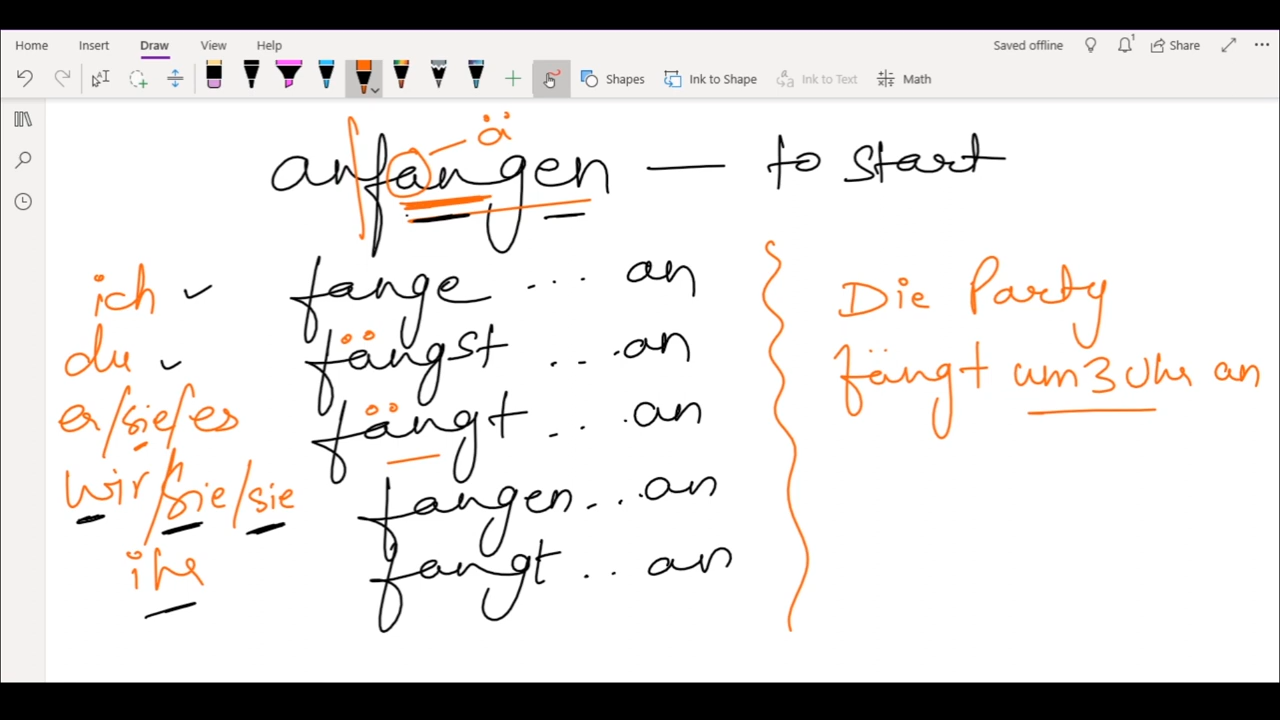 Home Insert Draw View Help Saved offline 1 Share
Shapes Ink to Shape Ink to Text Math
ä
anfangen — to start
ich ✓ fange ... an
du ✓ fängst ... an
er/sie/es fängt ... an
wir/Sie/sie fangen ... an
ihr fangt .. an
Die Party
fängt um 3 Uhr an